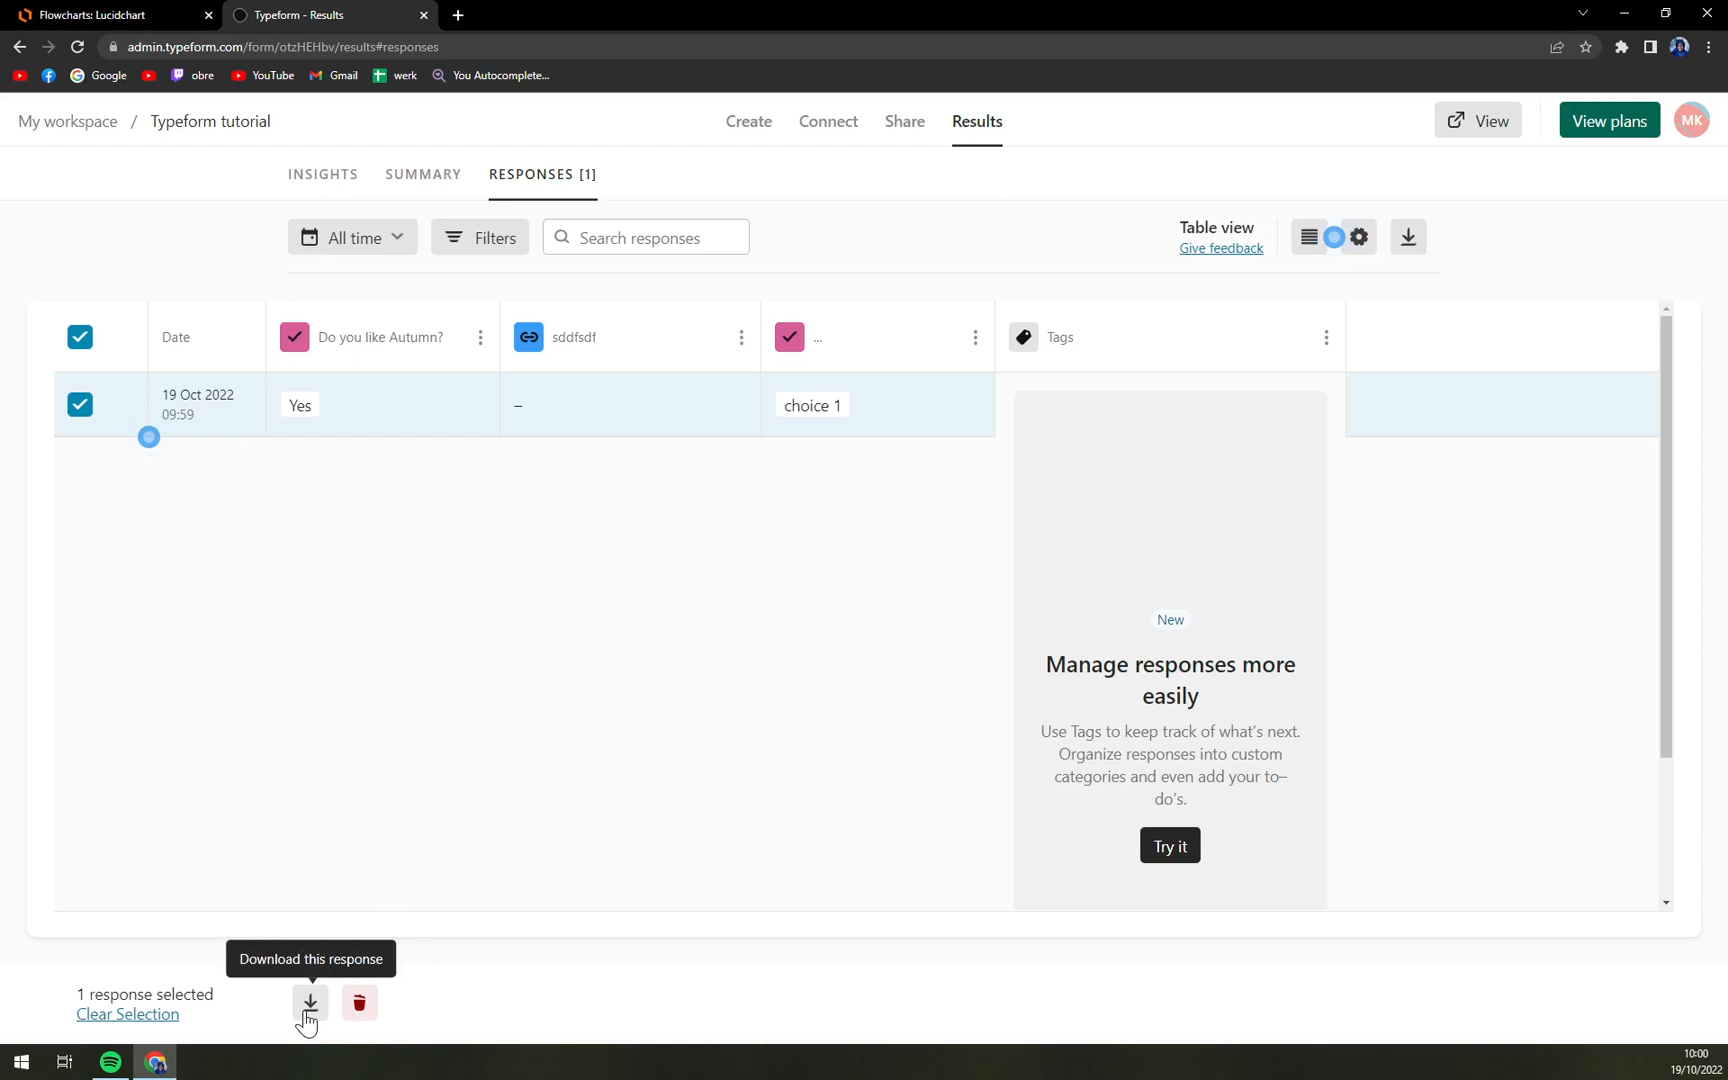 Flowcharts: Lucidchart
Typeform - Results
admin.typeform.com/form/otzHEHbv/results#responses
Google
obre
YouTube
Gmail
werk
You Autocomplete...
My workspace / Typeform tutorial
Create
Connect
Share
Results
View
View plans
MK
INSIGHTS
SUMMARY
RESPONSES [1]
All time
Filters
Search responses
Table view
Give feedback
Date
Do you like Autumn?
sddfsdf
...
Tags
19 Oct 2022
09:59
Yes
–
choice 1
New
Manage responses more
easily
Use Tags to keep track of what's next.
Organize responses into custom
categories and even add your to–
do's.
Try it
Download this response
1 response selected
Clear Selection
10:00
19/10/2022